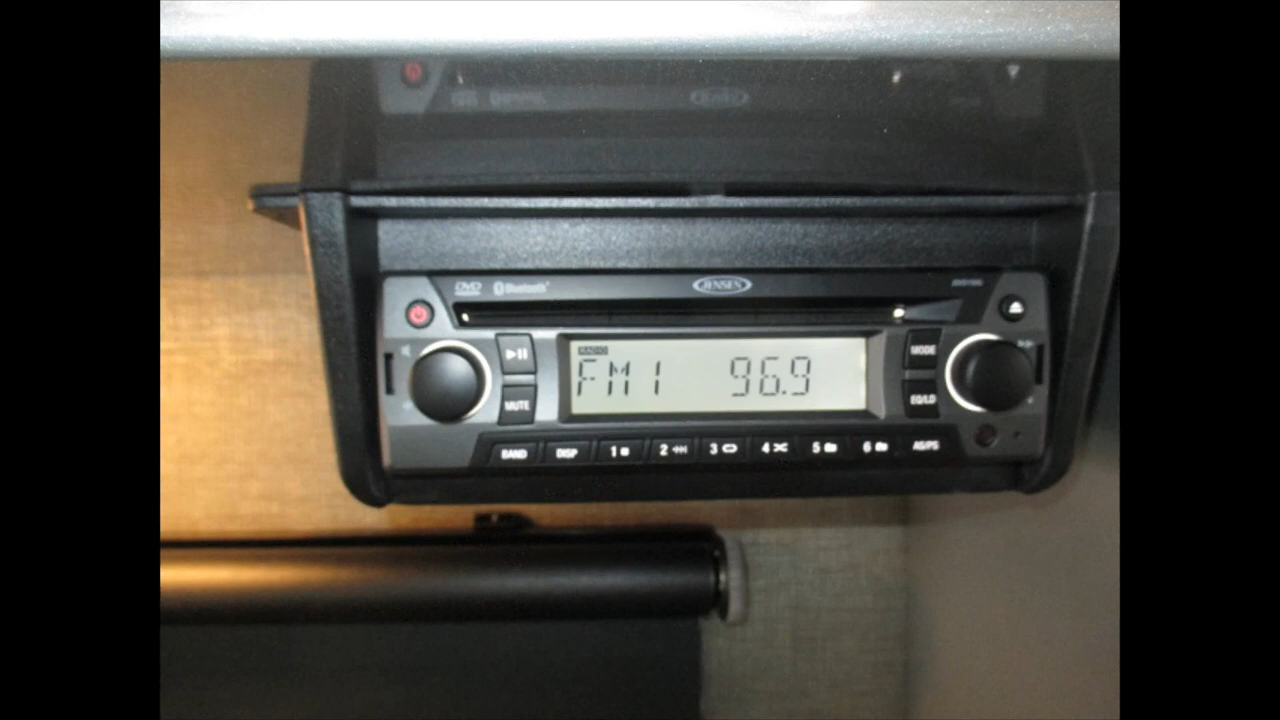 DVD Bluetooth JENSEN
MODE
RADIO
FM1 96.9
MUTE EQ/LD
BAND DISP 1 2 3 4 5 6 AS/PS